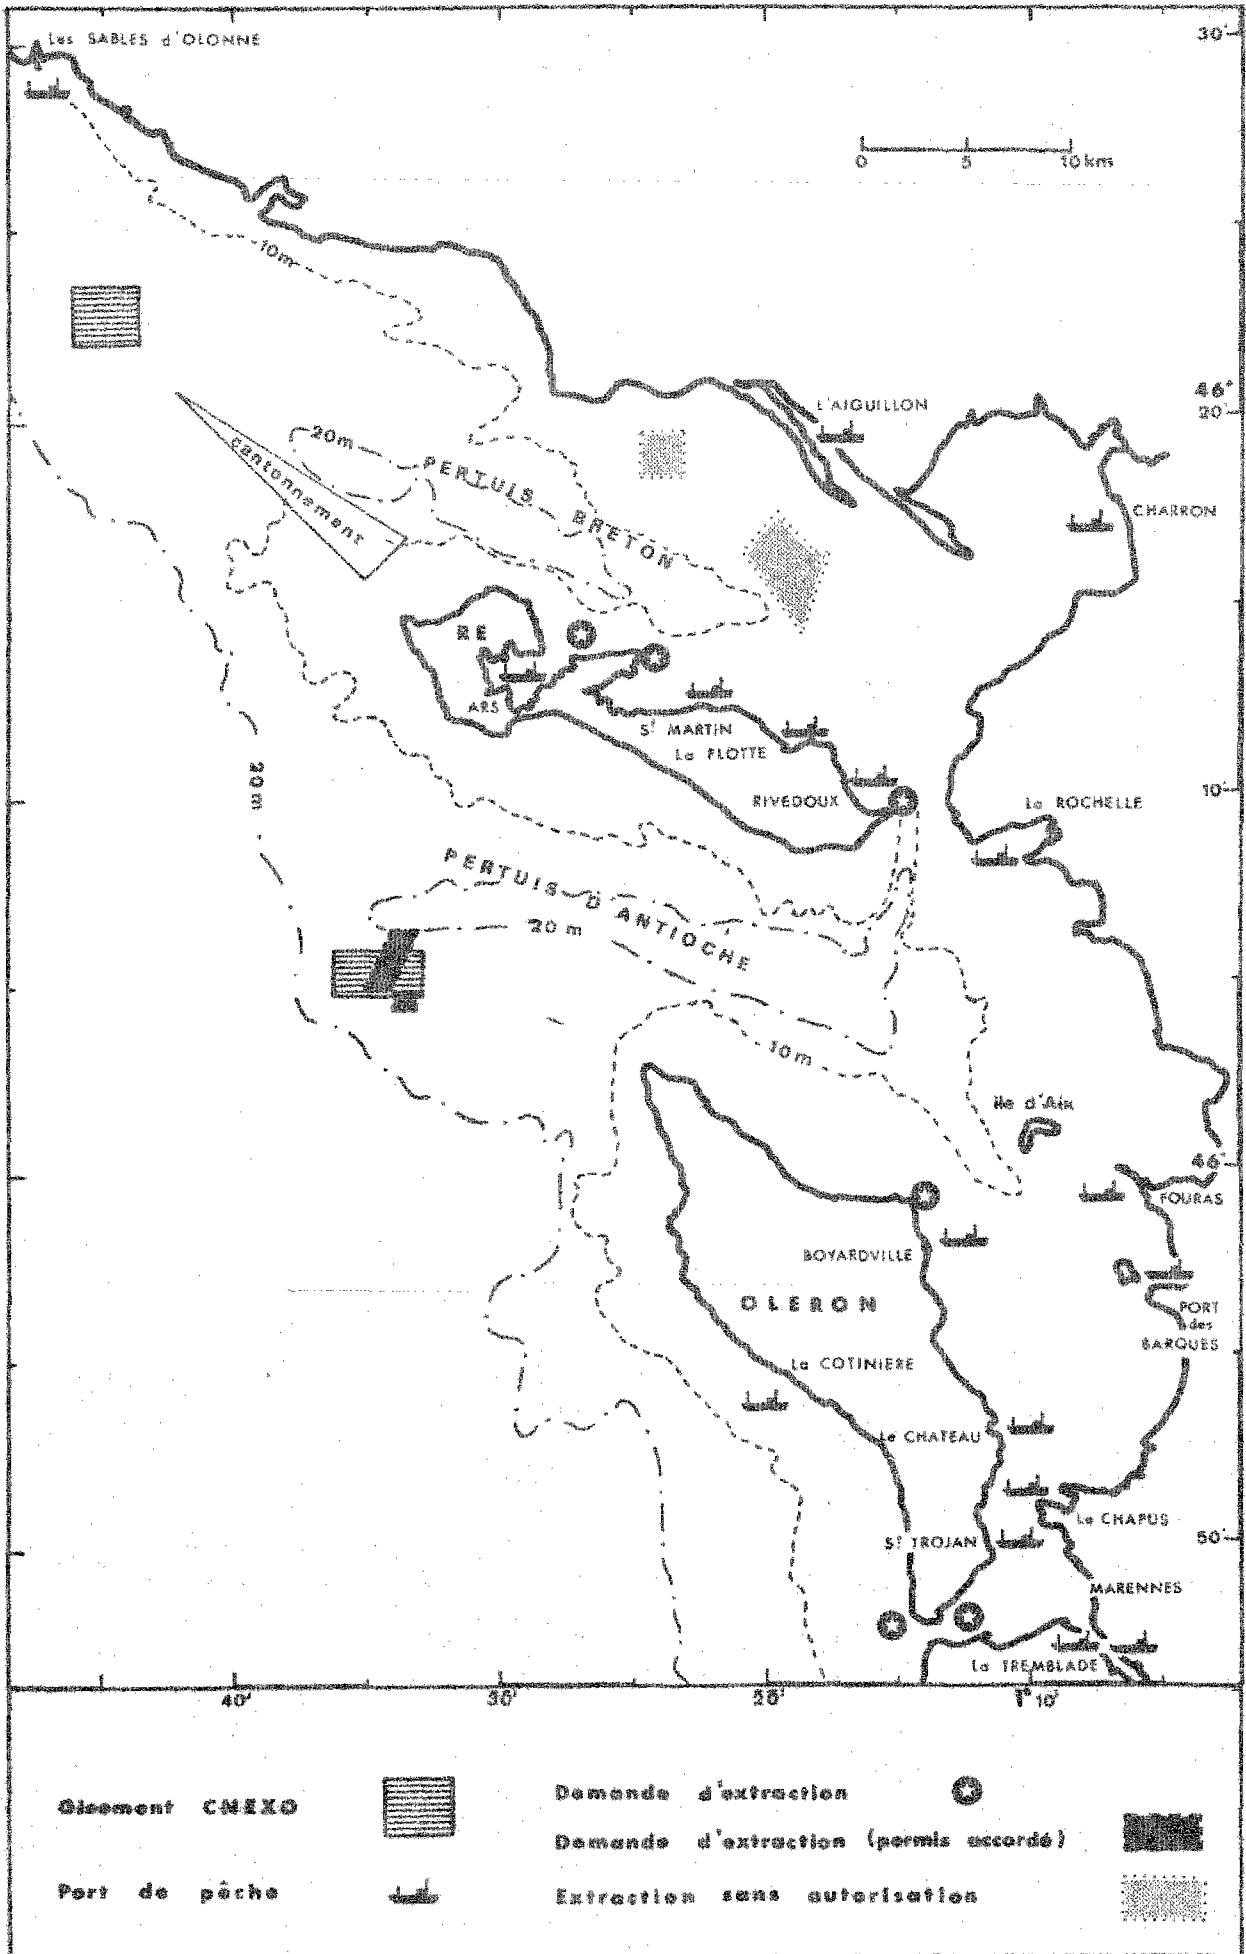 Les SABLES d'OLONNE
30'
0 5 10 km
10m
46°
20'
L'AIGUILLON
20m
cantonnement
PERTUIS BRETON
CHARRON
RE
ARS
St MARTIN
La FLOTTE
20m
RIVEDOUX
10'
La ROCHELLE
PERTUIS D'ANTIOCHE
20 m
10m
ile d'Aix
46°
FOURAS
BOYARDVILLE
OLERON
PORT
des
BARQUES
La COTINIERE
Le CHATEAU
Le CHAPUS
St TROJAN
50'
MARENNES
La TREMBLADE
40' 30' 20' 1° 10'
Gisement CNEXO
Demande d'extraction
Demande d'extraction (permis accordé)
Port de pêche
Extraction sans autorisation